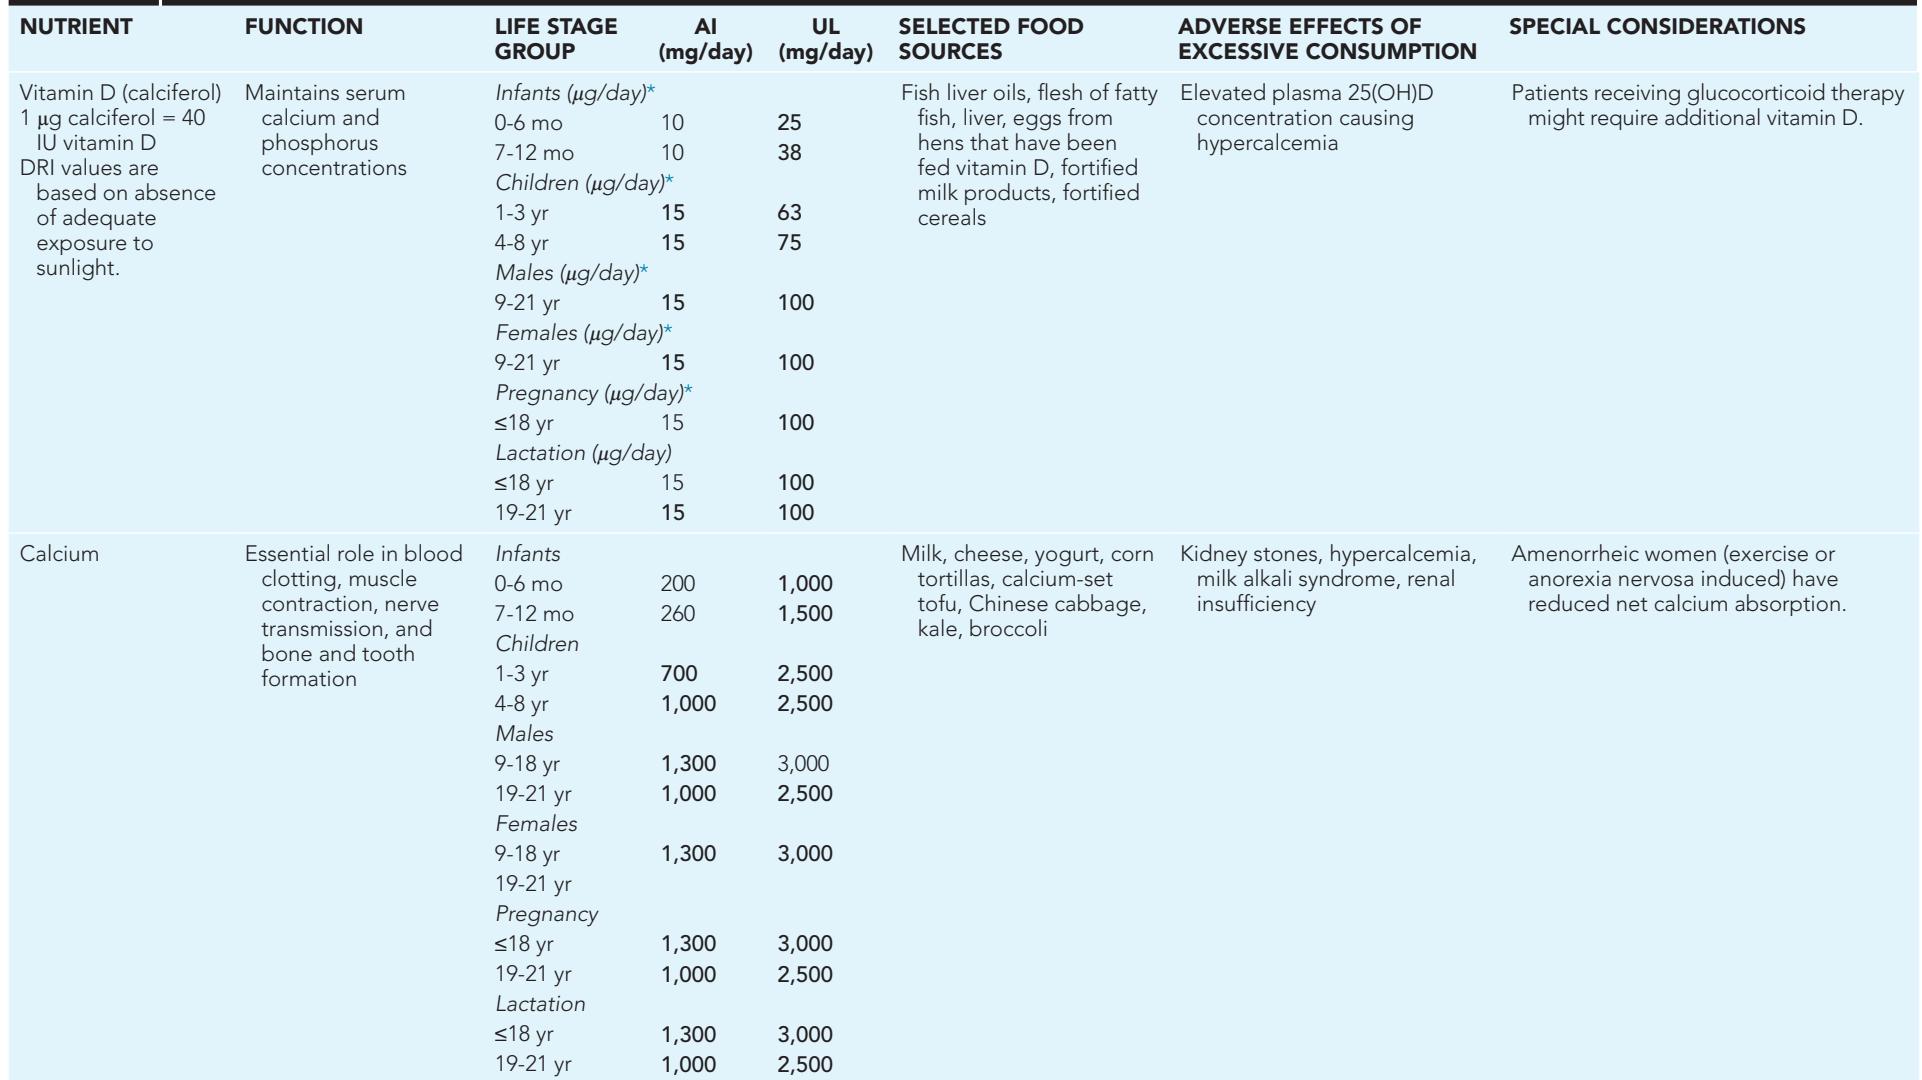 NUTRIENT FUNCTION LIFE STAGE GROUP AI (mg/day) UL (mg/day) SELECTED FOOD SOURCES ADVERSE EFFECTS OF EXCESSIVE CONSUMPTION SPECIAL CONSIDERATIONS
Vitamin D (calciferol)
1 μg calciferol = 40
IU vitamin D
DRI values are
based on absence
of adequate
exposure to
sunlight.
Maintains serum
calcium and
phosphorus
concentrations
Infants (μg/day)*
0-6 mo 10 25
7-12 mo 10 38
Children (μg/day)*
1-3 yr 15 63
4-8 yr 15 75
Males (μg/day)*
9-21 yr 15 100
Females (μg/day)*
9-21 yr 15 100
Pregnancy (μg/day)*
≤18 yr 15 100
Lactation (μg/day)
≤18 yr 15 100
19-21 yr 15 100
Fish liver oils, flesh of fatty
fish, liver, eggs from
hens that have been
fed vitamin D, fortified
milk products, fortified
cereals
Elevated plasma 25(OH)D
concentration causing
hypercalcemia
Patients receiving glucocorticoid therapy
might require additional vitamin D.
Calcium
Essential role in blood
clotting, muscle
contraction, nerve
transmission, and
bone and tooth
formation
Infants
0-6 mo 200 1,000
7-12 mo 260 1,500
Children
1-3 yr 700 2,500
4-8 yr 1,000 2,500
Males
9-18 yr 1,300 3,000
19-21 yr 1,000 2,500
Females
9-18 yr 1,300 3,000
19-21 yr
Pregnancy
≤18 yr 1,300 3,000
19-21 yr 1,000 2,500
Lactation
≤18 yr 1,300 3,000
19-21 yr 1,000 2,500
Milk, cheese, yogurt, corn
tortillas, calcium-set
tofu, Chinese cabbage,
kale, broccoli
Kidney stones, hypercalcemia,
milk alkali syndrome, renal
insufficiency
Amenorrheic women (exercise or
anorexia nervosa induced) have
reduced net calcium absorption.